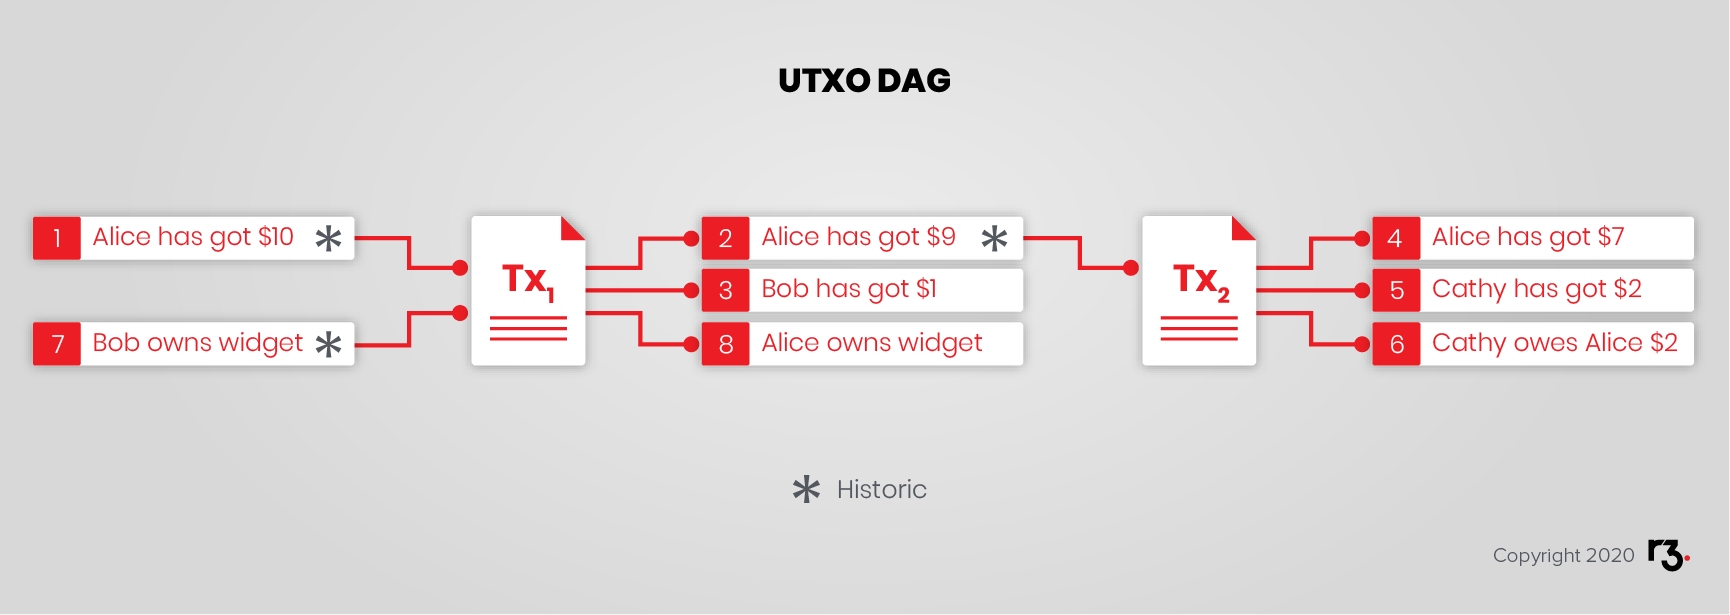 UTXO DAG
1 Alice has got $10 *
7 Bob owns widget *
Tx1
2 Alice has got $9 *
3 Bob has got $1
8 Alice owns widget
Tx2
4 Alice has got $7
5 Cathy has got $2
6 Cathy owes Alice $2
* Historic
Copyright 2020 r3.